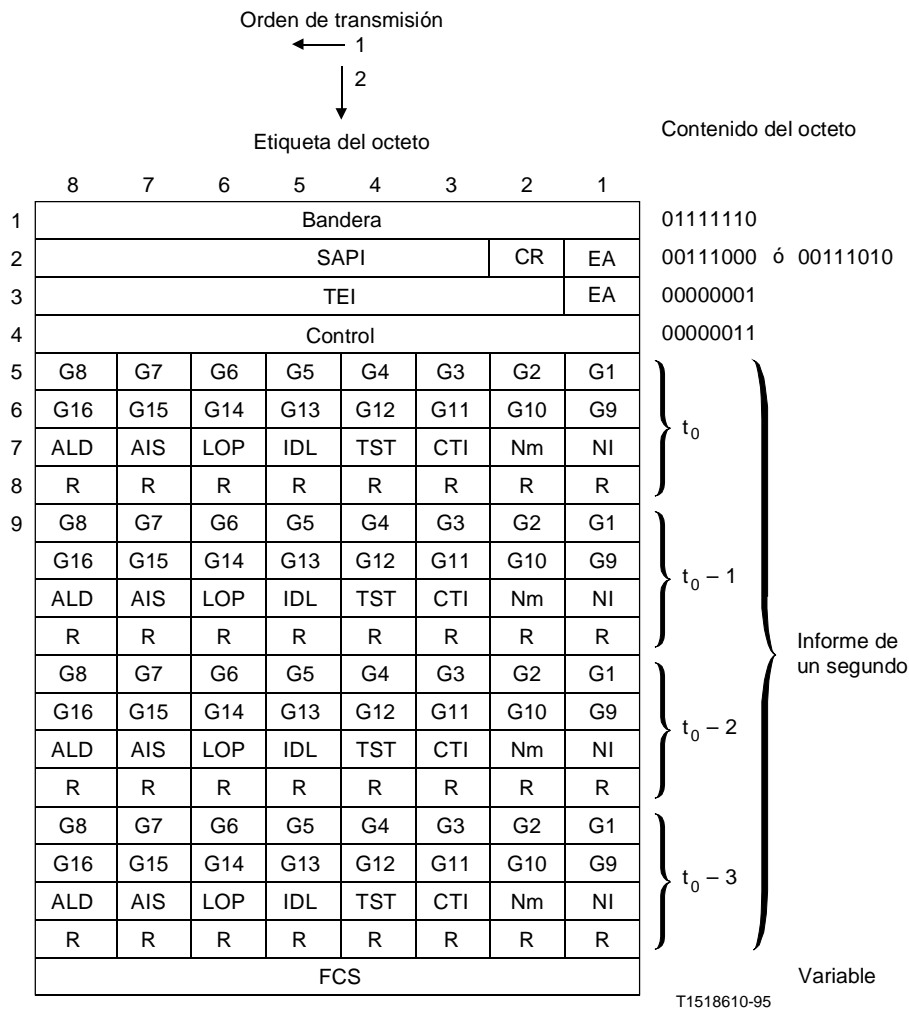 Orden de transmisión
1
2
Etiqueta del octeto
Contenido del octeto
8 7 6 5 4 3 2 1
1 Bandera 01111110
2 SAPI CR EA 00111000 ó 00111010
3 TEI EA 00000001
4 Control 00000011
5 G8 G7 G6 G5 G4 G3 G2 G1
6 G16 G15 G14 G13 G12 G11 G10 G9
t0
7 ALD AIS LOP IDL TST CTI Nm NI
8 R R R R R R R R
9 G8 G7 G6 G5 G4 G3 G2 G1
G16 G15 G14 G13 G12 G11 G10 G9
t0 – 1
ALD AIS LOP IDL TST CTI Nm NI
R R R R R R R R
Informe de
un segundo
G8 G7 G6 G5 G4 G3 G2 G1
G16 G15 G14 G13 G12 G11 G10 G9
t0 – 2
ALD AIS LOP IDL TST CTI Nm NI
R R R R R R R R
G8 G7 G6 G5 G4 G3 G2 G1
G16 G15 G14 G13 G12 G11 G10 G9
t0 – 3
ALD AIS LOP IDL TST CTI Nm NI
R R R R R R R R
FCS Variable
T1518610-95